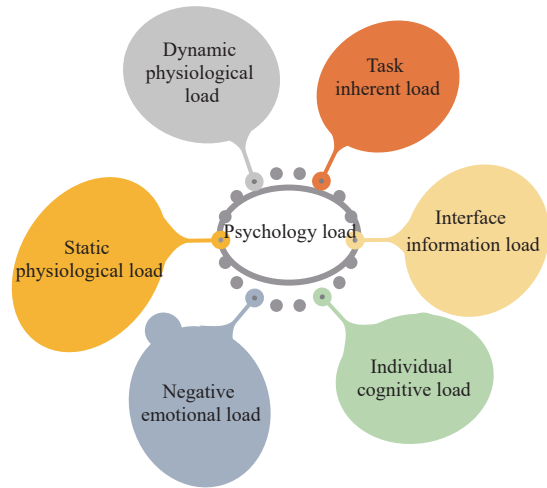 Dynamic
physiological
load
Task
inherent load
Psychology load
Interface
information load
Static
physiological load
Individual
cognitive load
Negative
emotional load